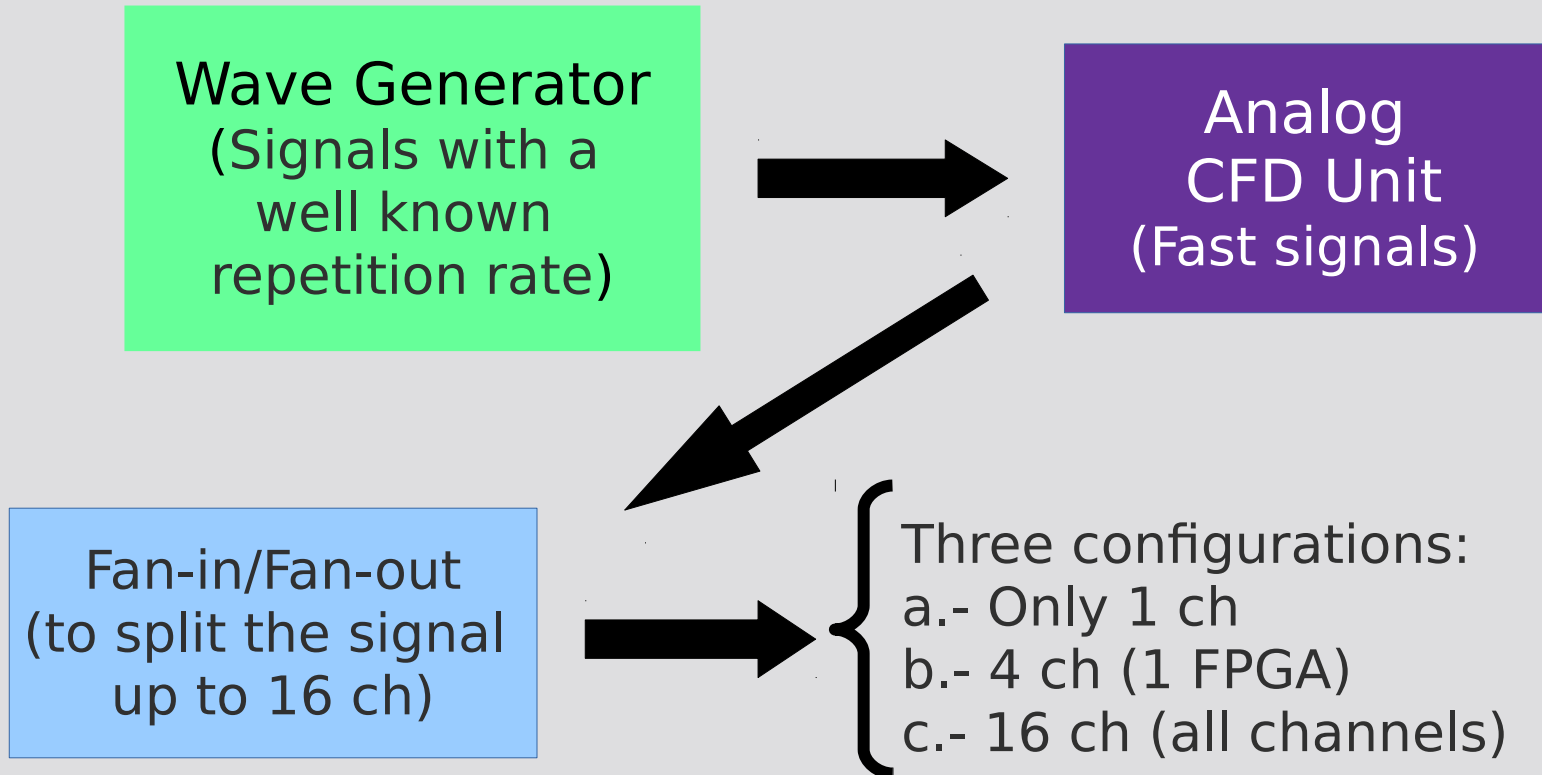 Wave Generator
(Signals with a
well known
repetition rate)
Analog
CFD Unit
(Fast signals)
Fan-in/Fan-out
(to split the signal
up to 16 ch)
Three configurations:
a.- Only 1 ch
b.- 4 ch (1 FPGA)
c.- 16 ch (all channels)